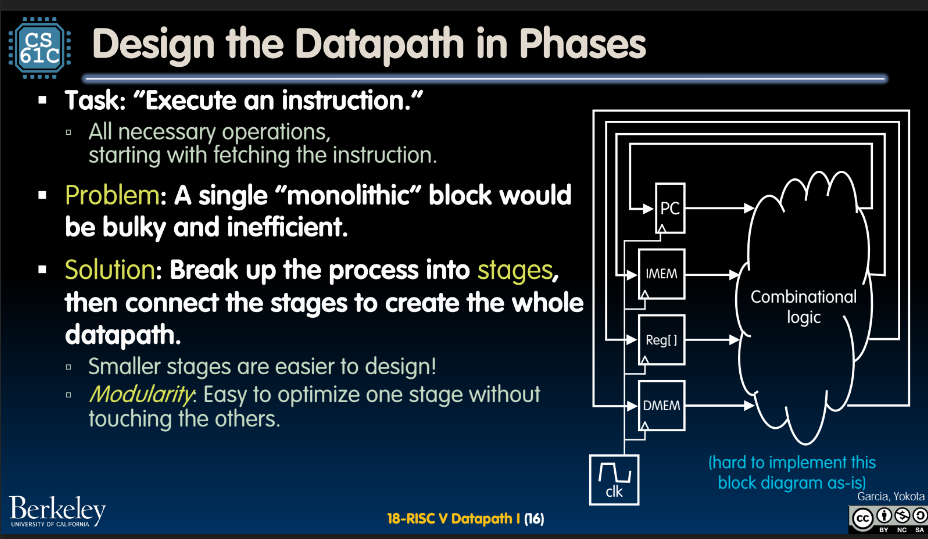 CS
61C
Design the Datapath in Phases
▪ Task: “Execute an instruction.”
▫ All necessary operations,
starting with fetching the instruction.
▪ Problem: A single “monolithic” block would
be bulky and inefficient.
▪ Solution: Break up the process into stages,
then connect the stages to create the whole
datapath.
▫ Smaller stages are easier to design!
▫ Modularity: Easy to optimize one stage without
touching the others.
PC
IMEM
Reg[]
DMEM
clk
Combinational
logic
(hard to implement this
block diagram as-is)
Garcia, Yokota
Berkeley
UNIVERSITY OF CALIFORNIA
18-RISC V Datapath I (16)
cc
BY NC SA